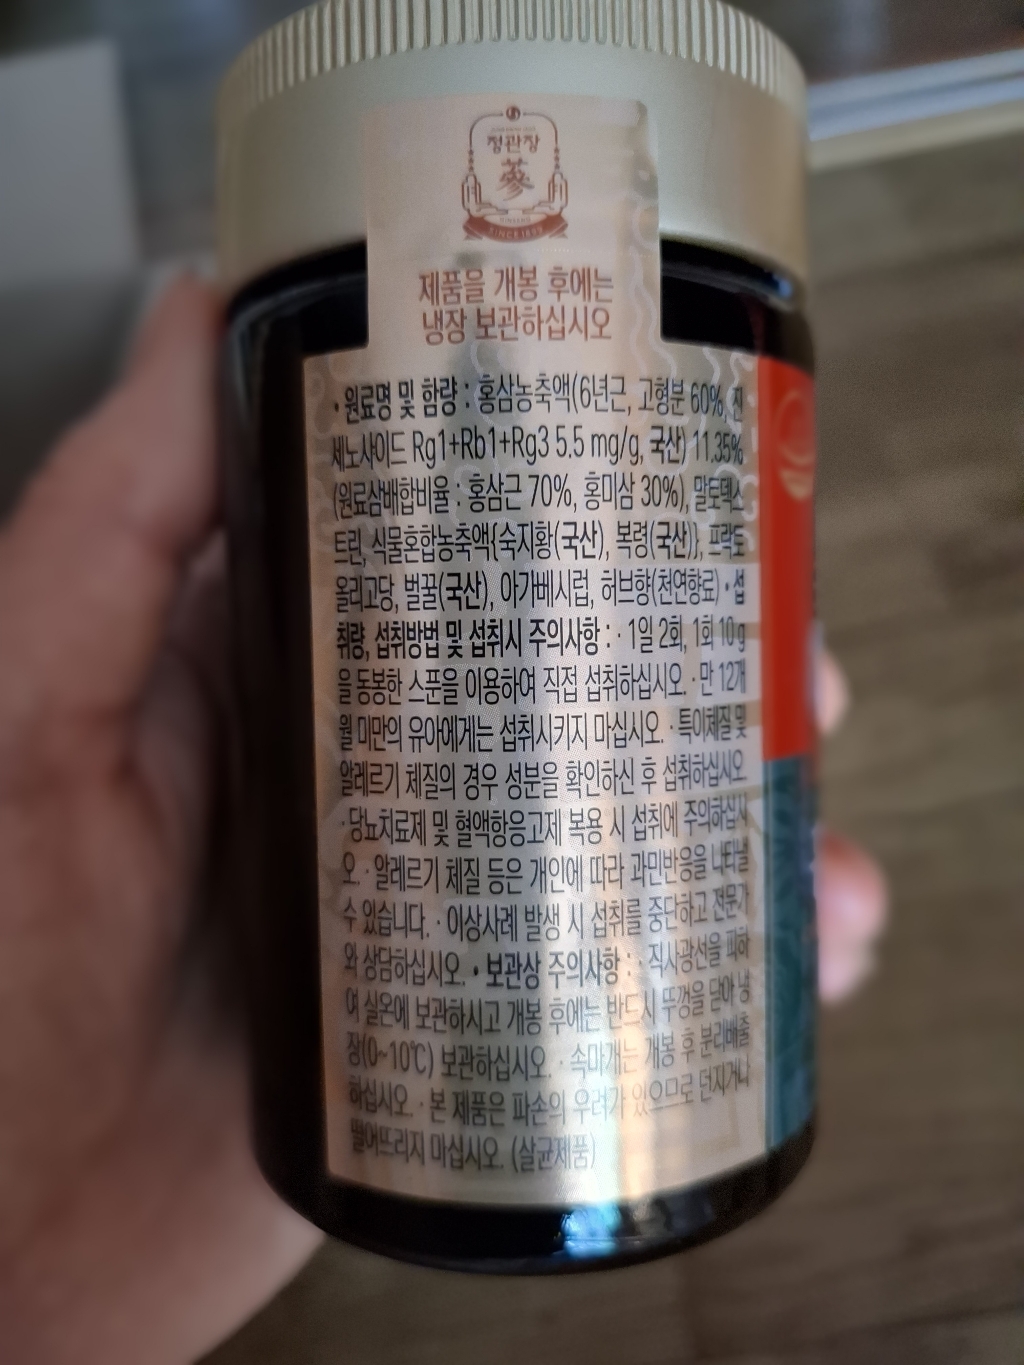 정관장
蔘
SINCE 1899
제품을 개봉 후에는
냉장 보관하십시오
• 원료명 및 함량 : 홍삼농축액(6년근, 고형분 60%, 진
세노사이드 Rg1+Rb1+Rg3 5.5 mg/g, 국산) 11.35%
(원료삼배합비율 : 홍삼근 70%, 홍미삼 30%), 말토덱스
트린, 식물혼합농축액{숙지황(국산), 복령(국산)}, 프락토
올리고당, 벌꿀(국산), 아가베시럽, 허브향(천연향료) • 섭
취량, 섭취방법 및 섭취시 주의사항 : · 1일 2회, 1회 10 g
을 동봉한 스푼을 이용하여 직접 섭취하십시오. · 만 12개
월 미만의 유아에게는 섭취시키지 마십시오. · 특이체질 및
알레르기 체질의 경우 성분을 확인하신 후 섭취하십시오
· 당뇨치료제 및 혈액항응고제 복용 시 섭취에 주의하십시
오. · 알레르기 체질 등은 개인에 따라 과민반응을 나타낼
수 있습니다. · 이상사례 발생 시 섭취를 중단하고 전문가
와 상담하십시오. • 보관상 주의사항 : · 직사광선을 피하
여 실온에 보관하시고 개봉 후에는 반드시 뚜껑을 닫아 냉
장(0~10℃) 보관하십시오. · 속마개는 개봉 후 분리배출
하십시오. · 본 제품은 파손의 우려가 있으므로 던지거나
떨어뜨리지 마십시오. (살균제품)